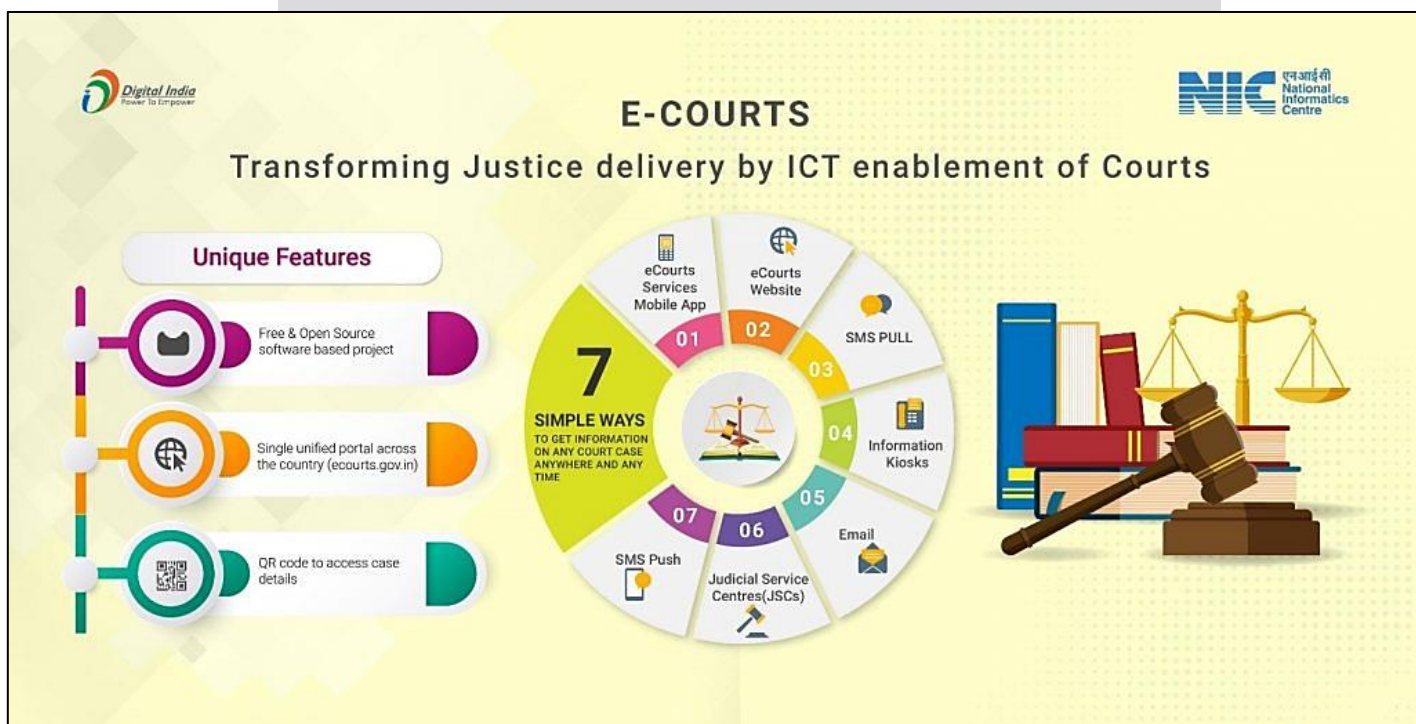 Digital India
Power To Empower
NIC
एन आई सी
National
Informatics
Centre
E-COURTS
Transforming Justice delivery by ICT enablement of Courts
Unique Features
Free & Open Source
software based project
Single unified portal across
the country (ecourts.gov.in)
QR code to access case
details
7
SIMPLE WAYS
TO GET INFORMATION
ON ANY COURT CASE
ANYWHERE AND ANY
TIME
eCourts
Services
Mobile App
01
eCourts
Website
02
SMS PULL
03
Information
Kiosks
04
Email
05
Judicial Service
Centres(JSCs)
06
SMS Push
07